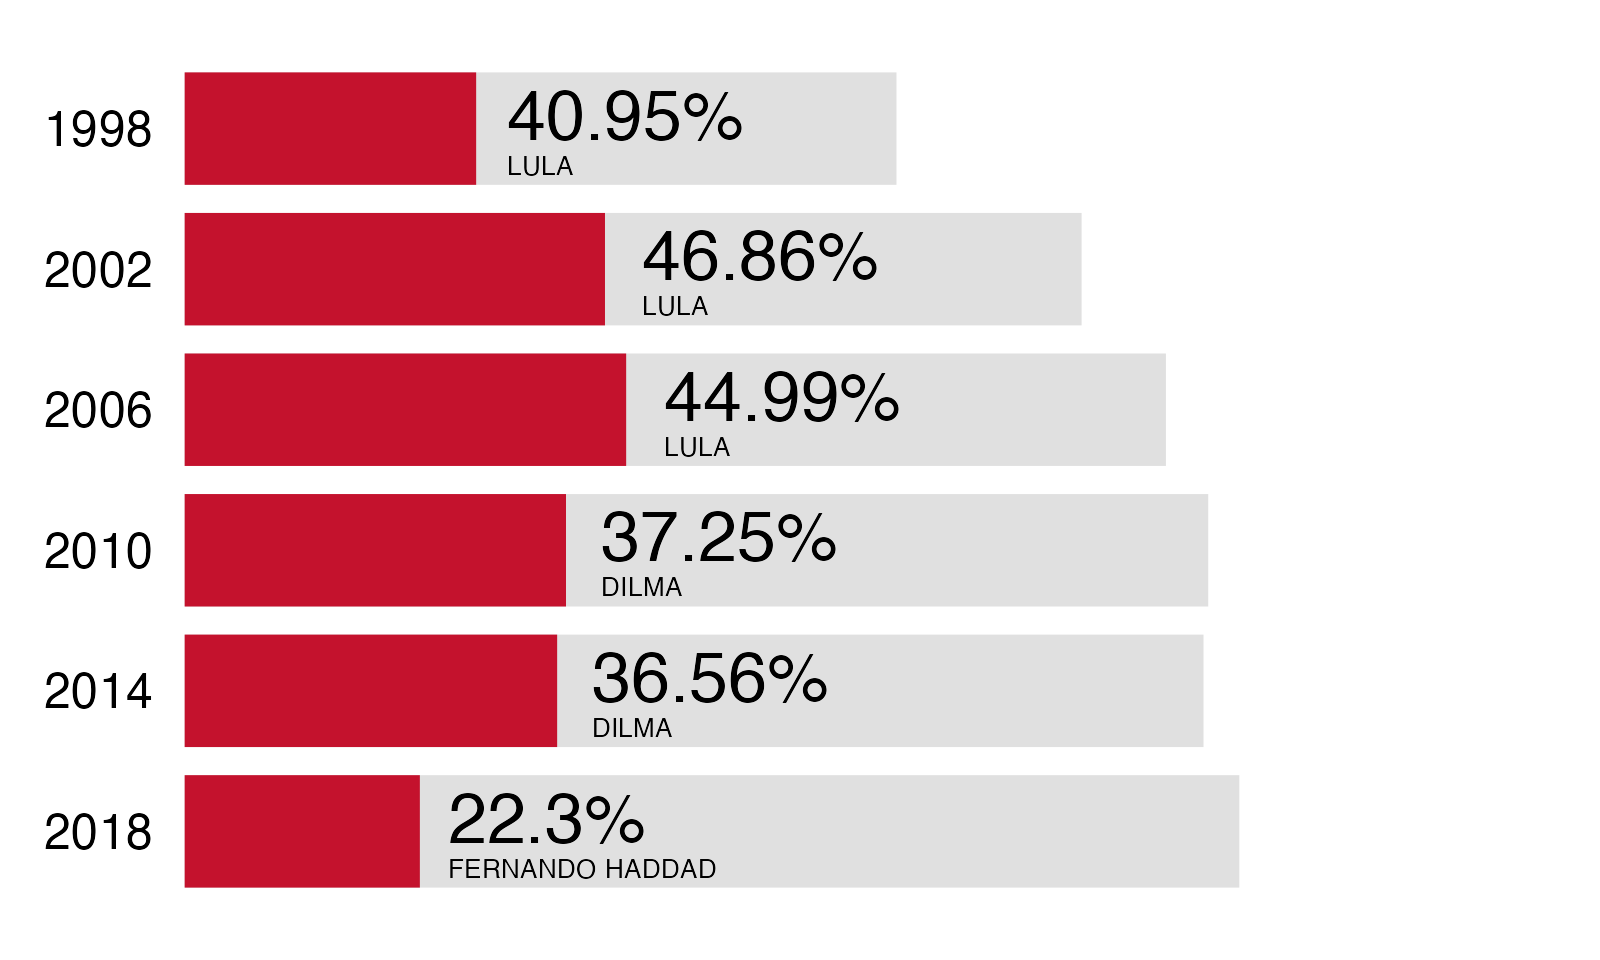 1998
40.95%
LULA
2002
46.86%
LULA
2006
44.99%
LULA
2010
37.25%
DILMA
2014
36.56%
DILMA
2018
22.3%
FERNANDO HADDAD